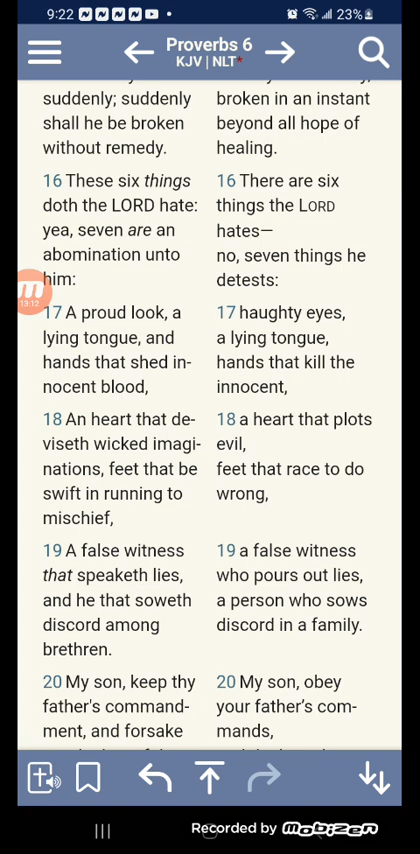 9:22
23%
Proverbs 6
KJV | NLT*
suddenly; suddenly
shall he be broken
without remedy.
16 These six things
doth the LORD hate:
yea, seven are an
abomination unto
him:
17 A proud look, a
lying tongue, and
hands that shed in-
nocent blood,
18 An heart that de-
viseth wicked imagi-
nations, feet that be
swift in running to
mischief,
19 A false witness
that speaketh lies,
and he that soweth
discord among
brethren.
20 My son, keep thy
father's command-
ment, and forsake
broken in an instant
beyond all hope of
healing.
16 There are six
things the LORD
hates—
no, seven things he
detests:
17 haughty eyes,
a lying tongue,
hands that kill the
innocent,
18 a heart that plots
evil,
feet that race to do
wrong,
19 a false witness
who pours out lies,
a person who sows
discord in a family.
20 My son, obey
your father’s com-
mands,
13:12
Recorded by Mobizen